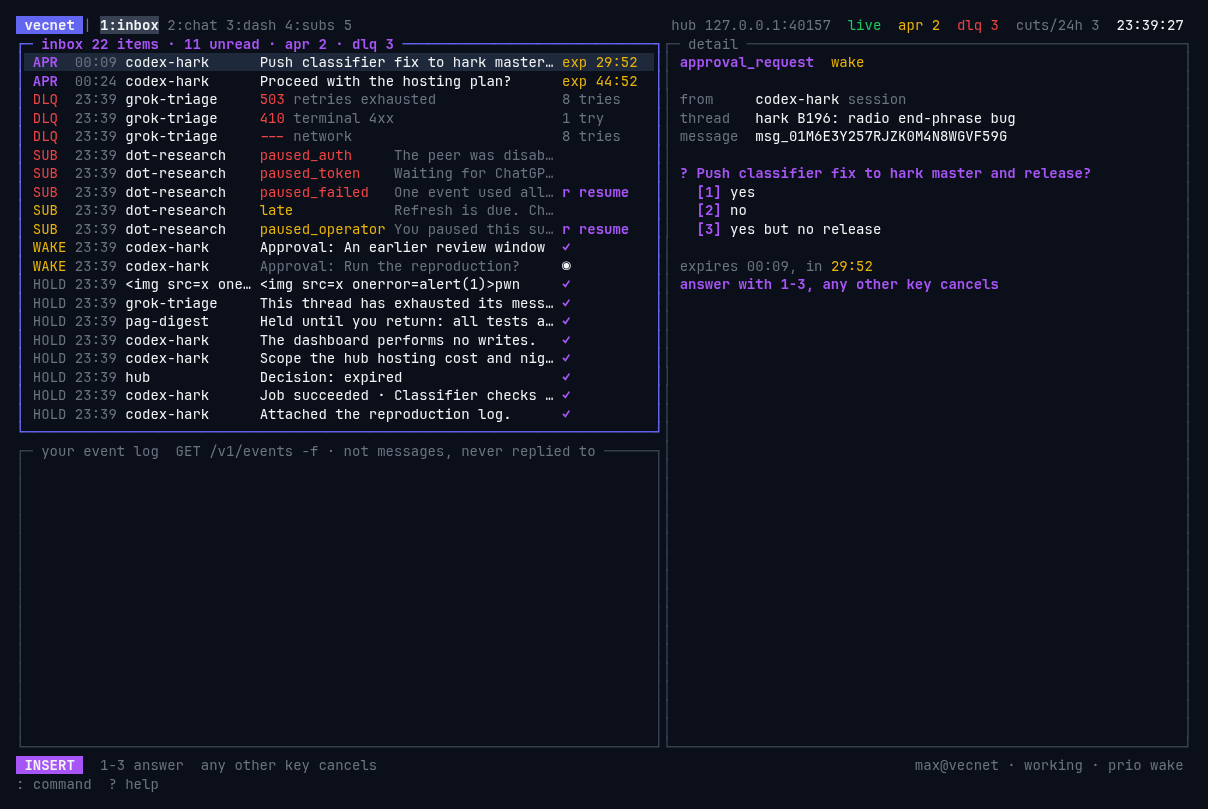 vecnet | 1:inbox 2:chat 3:dash 4:subs 5 hub 127.0.0.1:40157 live apr 2 dlq 3 cuts/24h 3 23:39:27
inbox 22 items · 11 unread · apr 2 · dlq 3
APR 00:09 codex-hark Push classifier fix to hark master… exp 29:52
APR 00:24 codex-hark Proceed with the hosting plan? exp 44:52
DLQ 23:39 grok-triage 503 retries exhausted 8 tries
DLQ 23:39 grok-triage 410 terminal 4xx 1 try
DLQ 23:39 grok-triage --- network 8 tries
SUB 23:39 dot-research paused_auth The peer was disab…
SUB 23:39 dot-research paused_token Waiting for ChatGP…
SUB 23:39 dot-research paused_failed One event used all… r resume
SUB 23:39 dot-research late Refresh is due. Ch…
SUB 23:39 dot-research paused_operator You paused this su… r resume
WAKE 23:39 codex-hark Approval: An earlier review window ✓
WAKE 23:39 codex-hark Approval: Run the reproduction? ◉
HOLD 23:39 <img src=x one… <img src=x onerror=alert(1)>pwn ✓
HOLD 23:39 grok-triage This thread has exhausted its mess… ✓
HOLD 23:39 pag-digest Held until you return: all tests a… ✓
HOLD 23:39 codex-hark The dashboard performs no writes. ✓
HOLD 23:39 codex-hark Scope the hub hosting cost and nig… ✓
HOLD 23:39 hub Decision: expired ✓
HOLD 23:39 codex-hark Job succeeded · Classifier checks … ✓
HOLD 23:39 codex-hark Attached the reproduction log. ✓
your event log GET /v1/events -f · not messages, never replied to
detail
approval_request wake
from codex-hark session
thread hark B196: radio end-phrase bug
message msg_01M6E3Y257RJZK0M4N8WGVF59G
? Push classifier fix to hark master and release?
[1] yes
[2] no
[3] yes but no release
expires 00:09, in 29:52
answer with 1-3, any other key cancels
INSERT 1-3 answer any other key cancels max@vecnet · working · prio wake
: command ? help